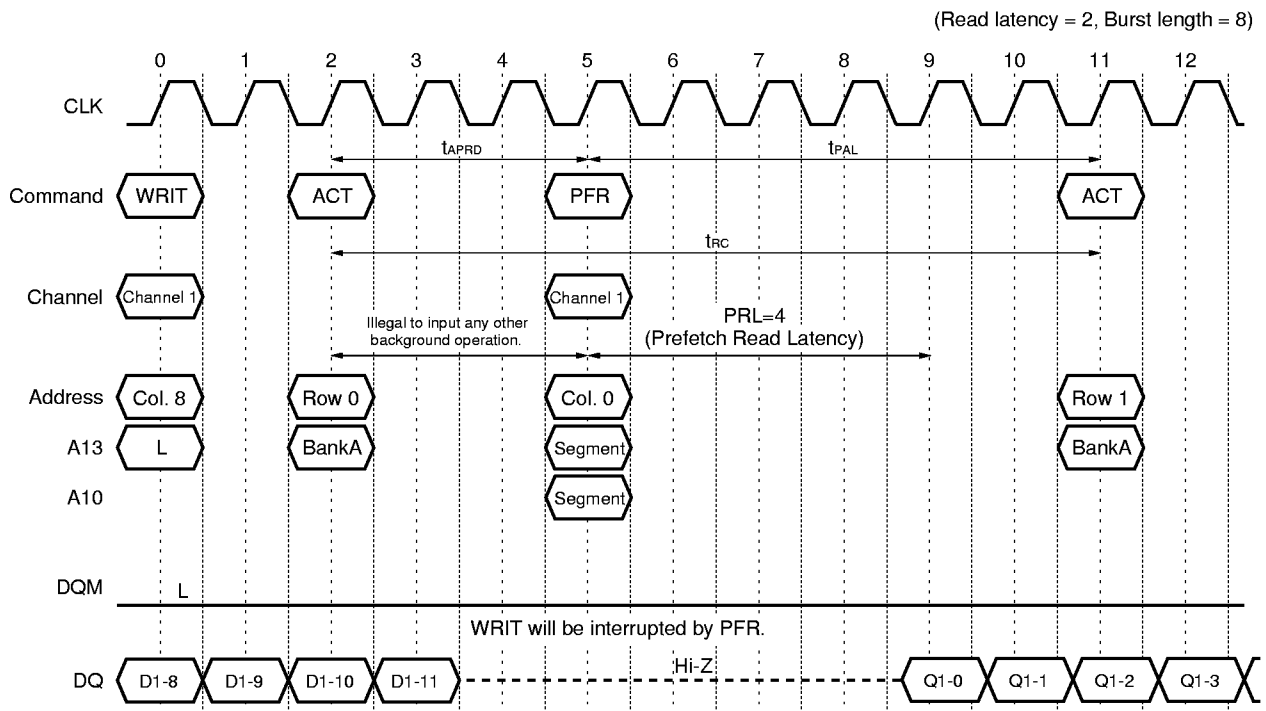 (Read latency = 2, Burst length = 8)
0 1 2 3 4 5 6 7 8 9 10 11 12
CLK
tAPRD tPAL
Command WRIT ACT PFR ACT
tRC
Channel Channel 1 Channel 1
PRL=4
Illegal to input any other
background operation.
(Prefetch Read Latency)
Address Col. 8 Row 0 Col. 0 Row 1
A13 L BankA Segment BankA
A10 Segment
DQM L
WRIT will be interrupted by PFR.
Hi-Z
DQ D1-8 D1-9 D1-10 D1-11 Q1-0 Q1-1 Q1-2 Q1-3